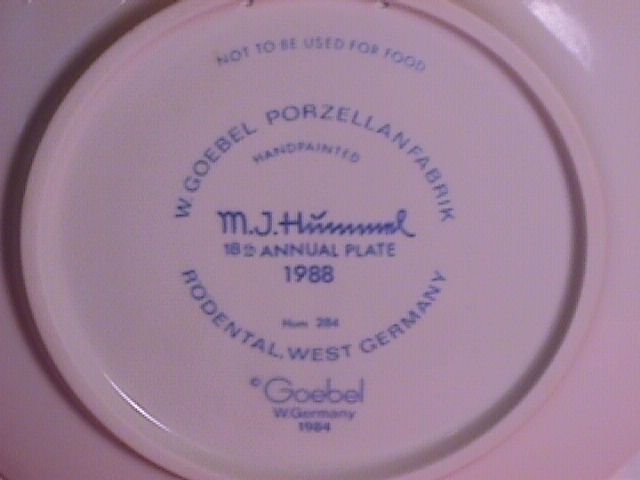 NOT TO BE USED FOR FOOD
W. GOEBEL PORZELLANFABRIK
HANDPAINTED
M.J. Hummel
18th ANNUAL PLATE
1988
Hum 284
RODENTAL, WEST GERMANY
© Goebel
W. Germany
1984